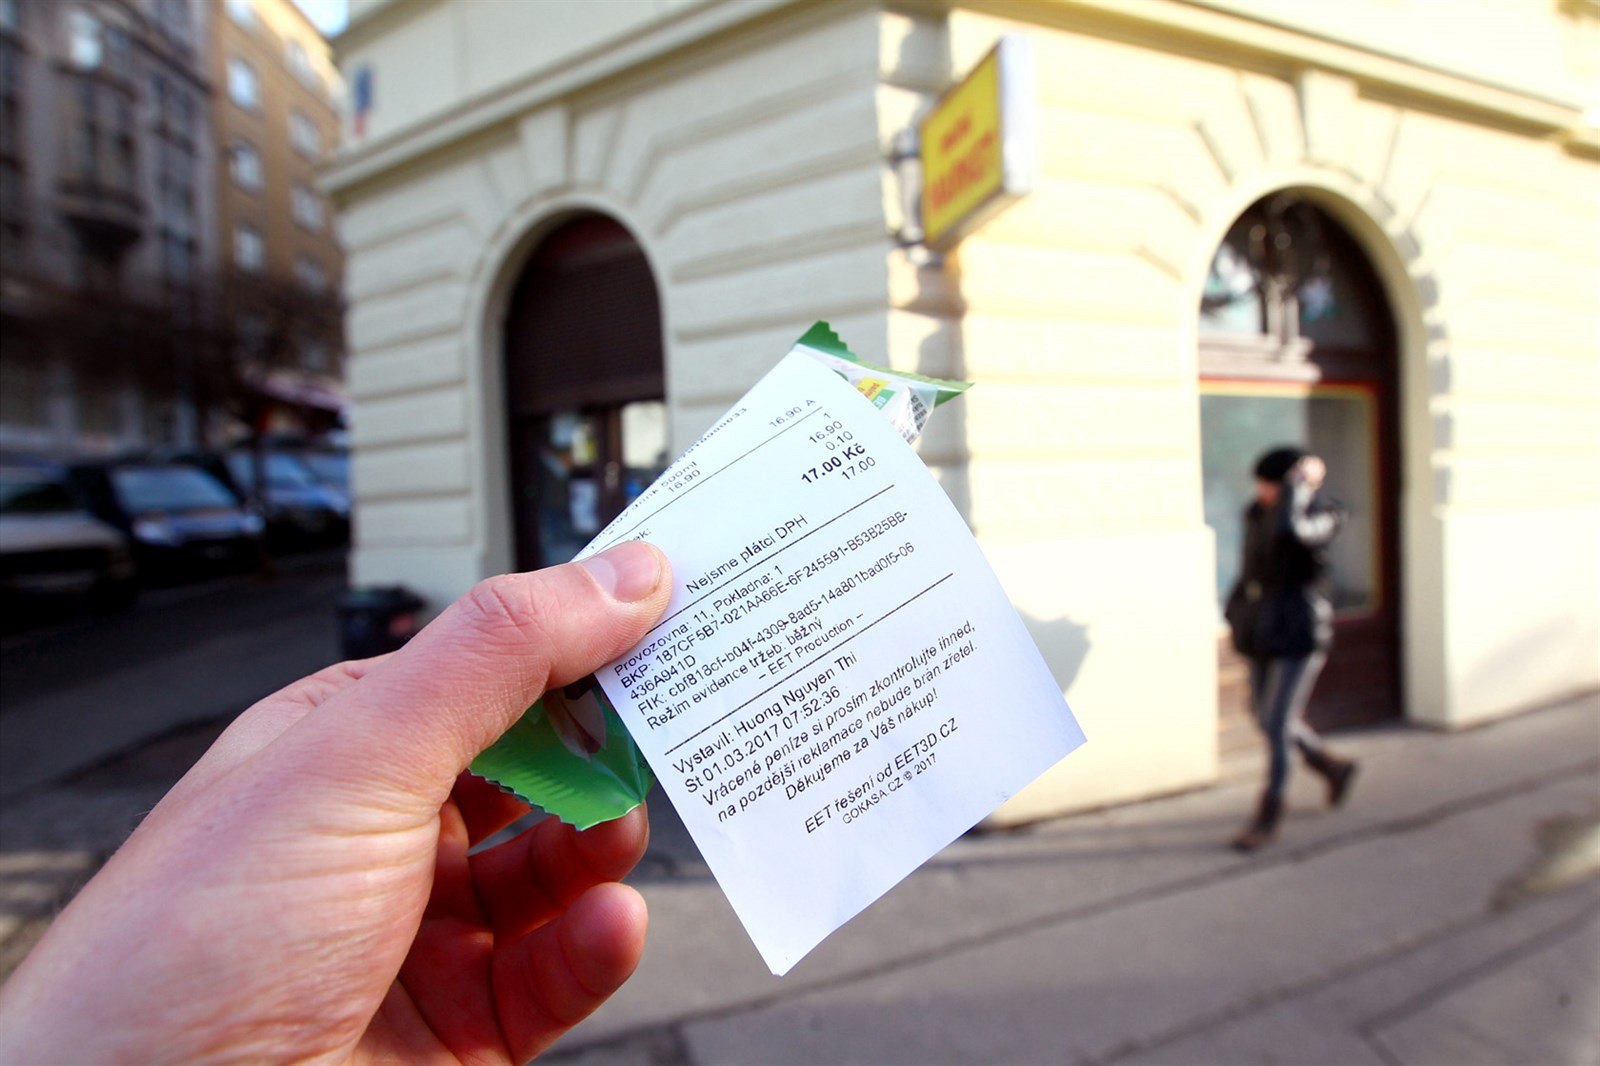 16.90 A
500ml
16.90
1
16.90
0.10
17.00 Kč
17.00
Nejsme plátci DPH
Provozovna: 11, Pokladna: 1
BKP: 187CF5B7-021AA66E-6F245591-B53B25BB-
436A941D
FIK: cbf818cf-b04f-4309-8ad5-14a801bad0f5-06
Režim evidence tržeb: běžný
– EET Production –
Vystavil: Huong Nguyen Thi
St 01.03.2017 07:52:36
Vrácené peníze si prosím zkontrolujte ihned,
na pozdější reklamace nebude brán zřetel.
Děkujeme za Váš nákup!
EET řešení od EET3D.CZ
GOKASA.CZ © 2017